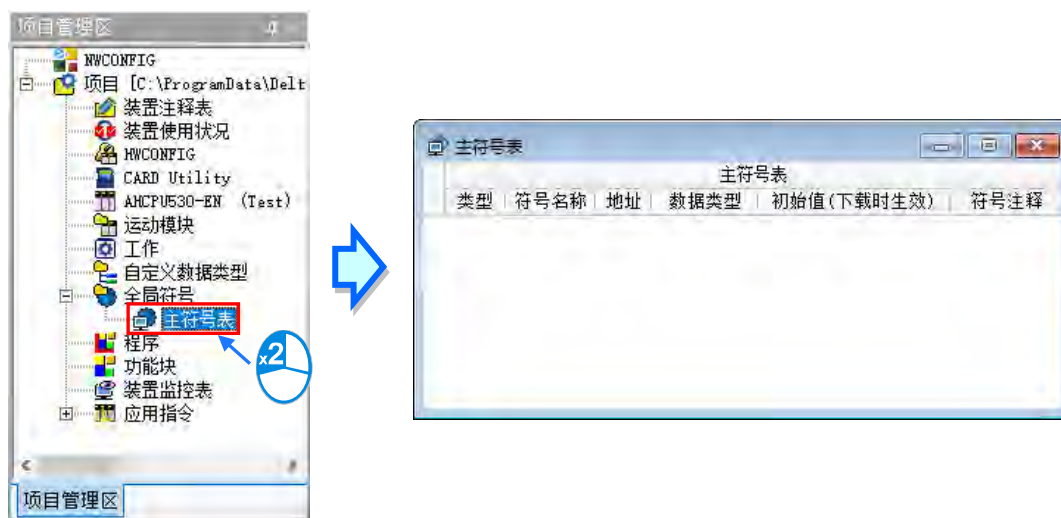 项目管理区
NWCONFIG
项目 [C:\ProgramData\Delt
装置注释表
装置使用状况
HWCONFIG
CARD Utility
AHCPU530-EN (Test)
运动模块
工作
自定义数据类型
全局符号
主符号表
程序
功能块
装置监控表
应用指令
项目管理区
x2
主符号表
主符号表
类型 符号名称 地址 数据类型 初始值(下载时生效) 符号注释